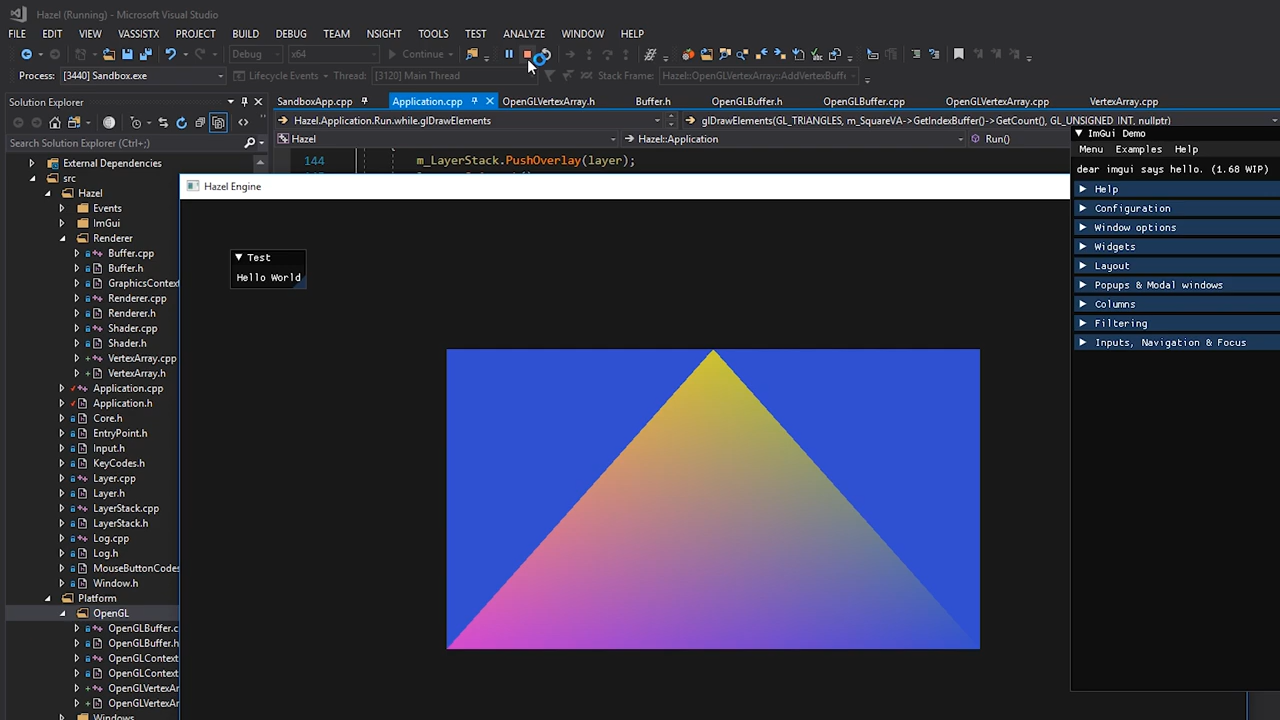 Hazel (Running) - Microsoft Visual Studio
FILE EDIT VIEW VASSISTX PROJECT BUILD DEBUG TEAM NSIGHT TOOLS TEST ANALYZE WINDOW HELP
Debug x64 Continue
Process: [3440] Sandbox.exe Lifecycle Events Thread: [3120] Main Thread Stack Frame: Hazel::OpenGLVertexArray::AddVertexBuff
Solution Explorer
Search Solution Explorer (Ctrl+;)
SandboxApp.cpp Application.cpp OpenGLVertexArray.h Buffer.h OpenGLBuffer.h OpenGLBuffer.cpp OpenGLVertexArray.cpp VertexArray.cpp
Hazel.Application.Run.while.glDrawElements glDrawElements(GL_TRIANGLES, m_SquareVA->GetIndexBuffer()->GetCount(), GL_UNSIGNED_INT, nullptr)
Hazel Hazel::Application Run()
144 m_LayerStack.PushOverlay(layer);
External Dependencies
src
Hazel
Events
ImGui
Renderer
Buffer.cpp
Buffer.h
GraphicsContext
Renderer.cpp
Renderer.h
Shader.cpp
Shader.h
VertexArray.cpp
VertexArray.h
Application.cpp
Application.h
Core.h
EntryPoint.h
Input.h
KeyCodes.h
Layer.cpp
Layer.h
LayerStack.cpp
LayerStack.h
Log.cpp
Log.h
MouseButtonCodes
Window.h
Platform
OpenGL
OpenGLBuffer.c
OpenGLBuffer.h
OpenGLContext
OpenGLContext
OpenGLVertexAr
OpenGLVertexAr
Windows
Hazel Engine
Test
Hello World
ImGui Demo
Menu Examples Help
dear imgui says hello. (1.68 WIP)
Help
Configuration
Window options
Widgets
Layout
Popups & Modal windows
Columns
Filtering
Inputs, Navigation & Focus